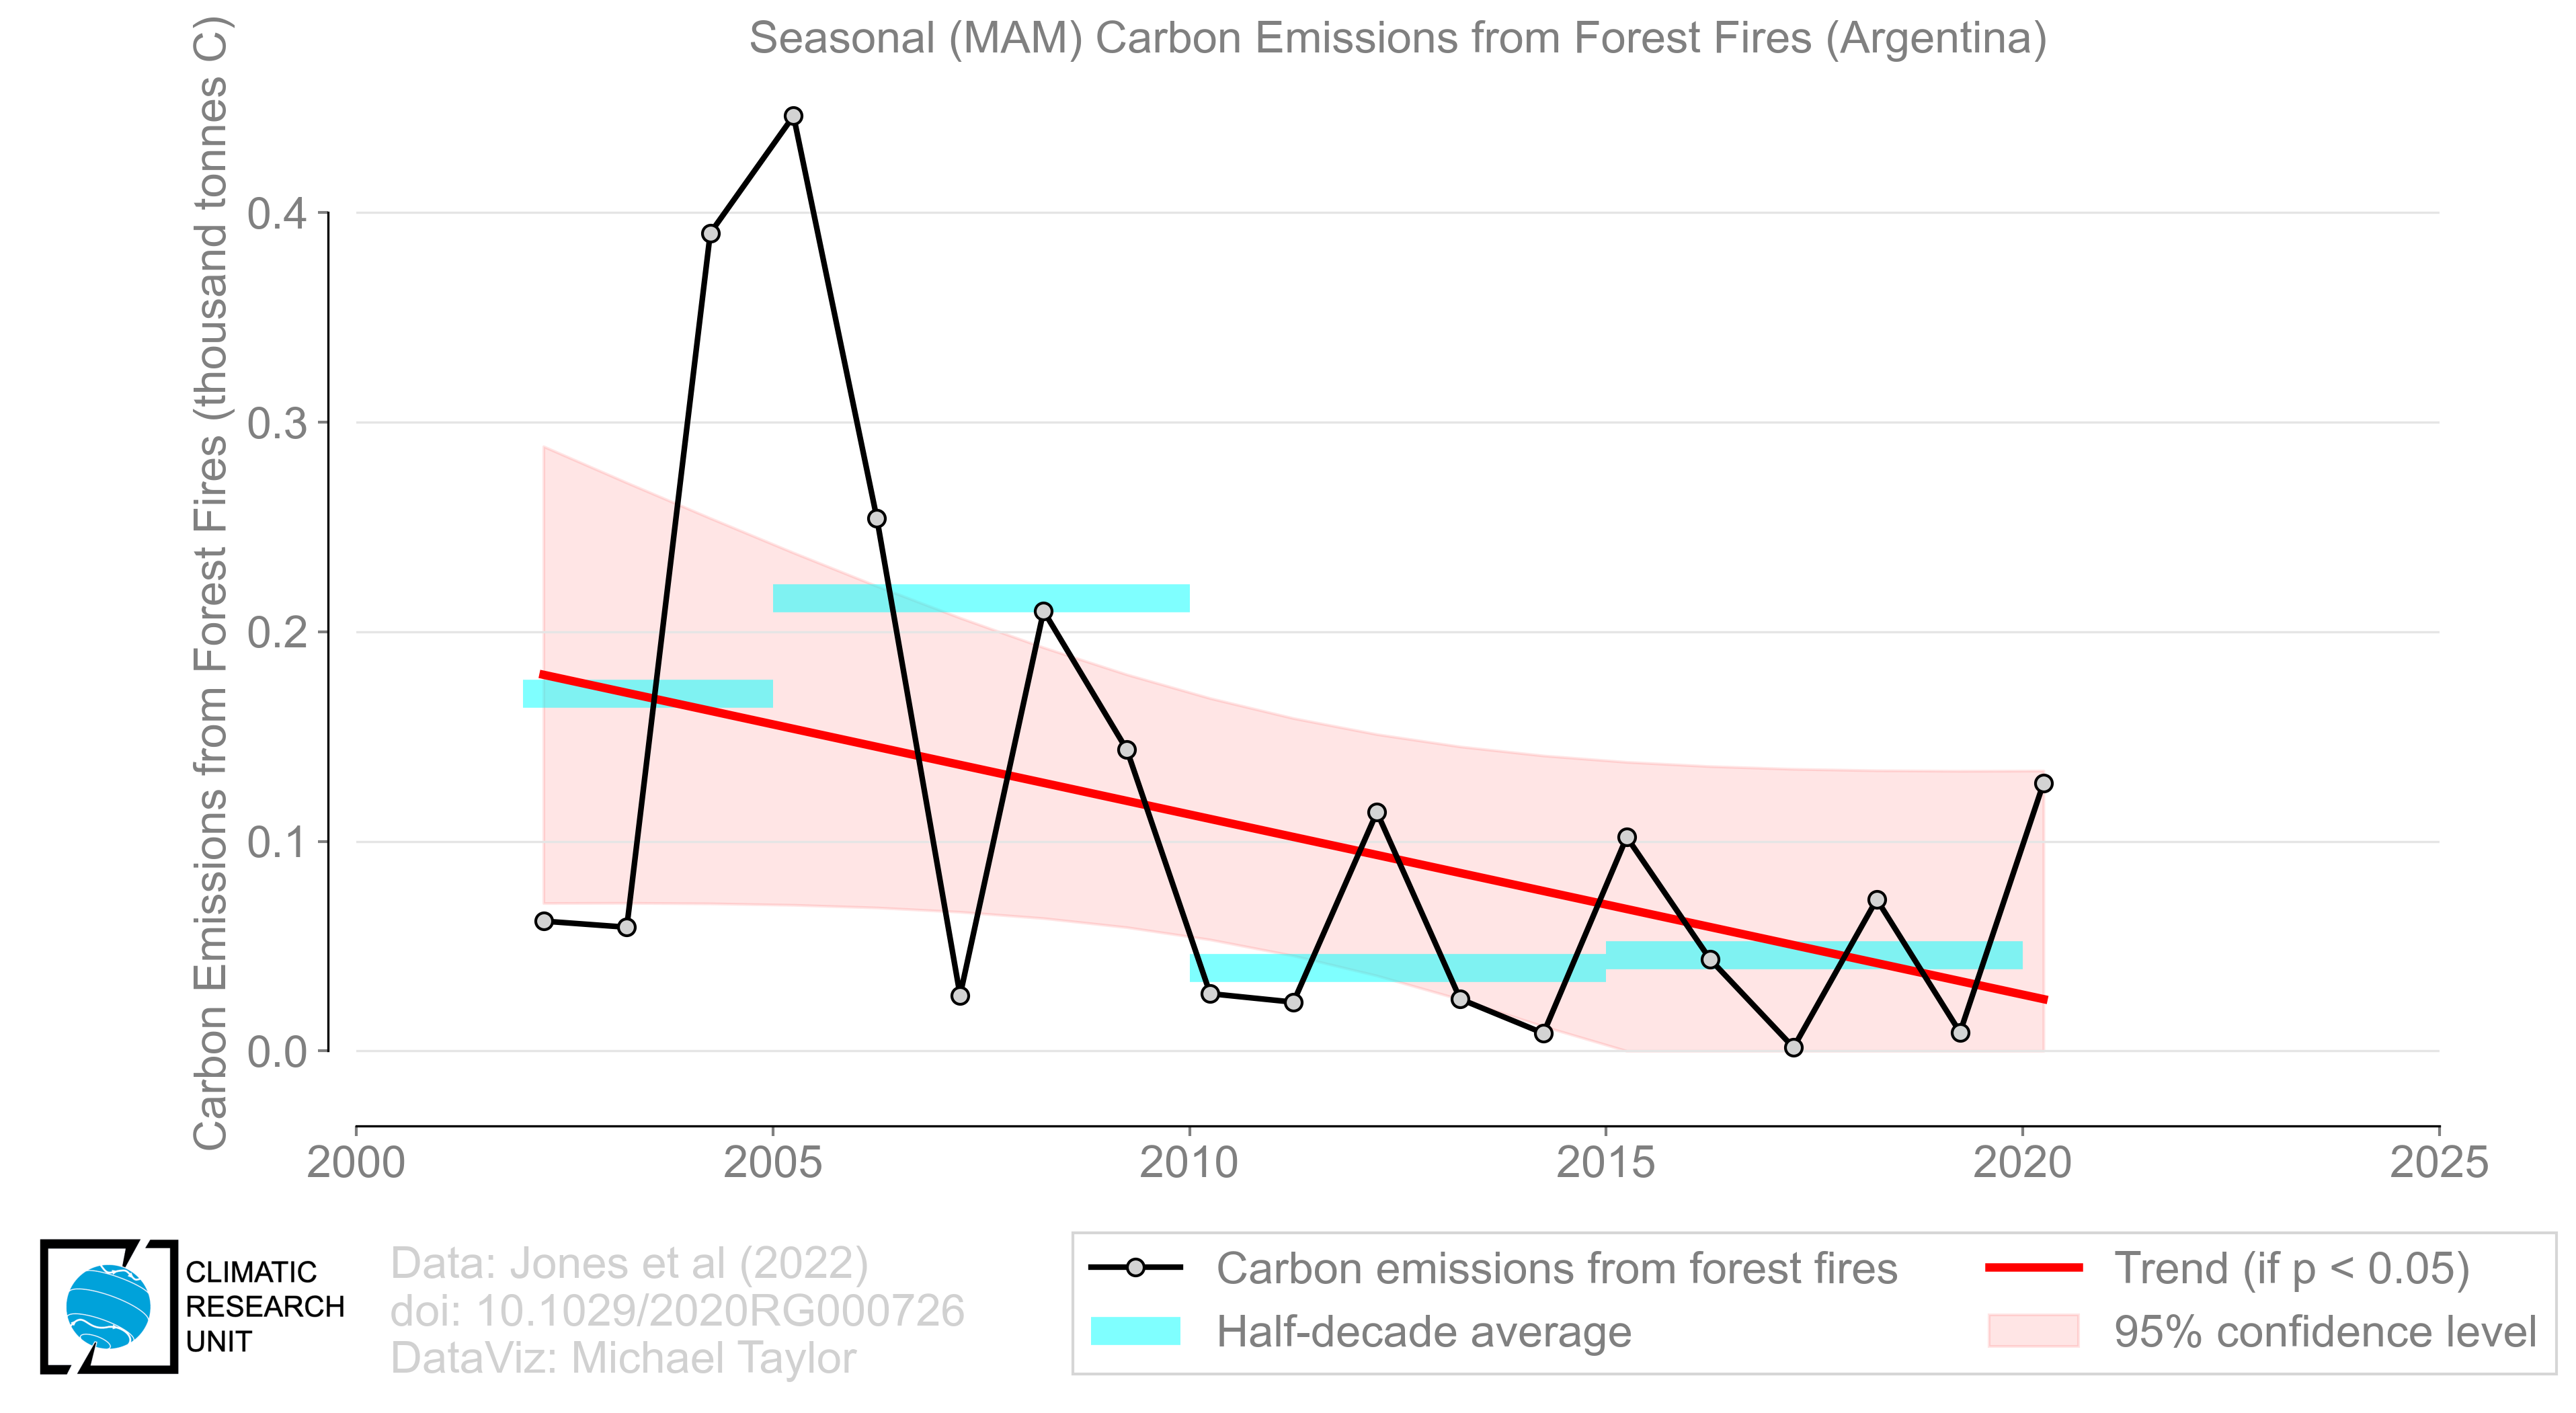 Seasonal (MAM) Carbon Emissions from Forest Fires (Argentina)
Carbon Emissions from Forest Fires (thousand tonnes C)
0.4
0.3
0.2
0.1
0.0
2000
2005
2010
2015
2020
2025
CLIMATIC
RESEARCH
UNIT
Data: Jones et al (2022)
doi: 10.1029/2020RG000726
DataViz: Michael Taylor
Carbon emissions from forest fires
Half-decade average
Trend (if p < 0.05)
95% confidence level